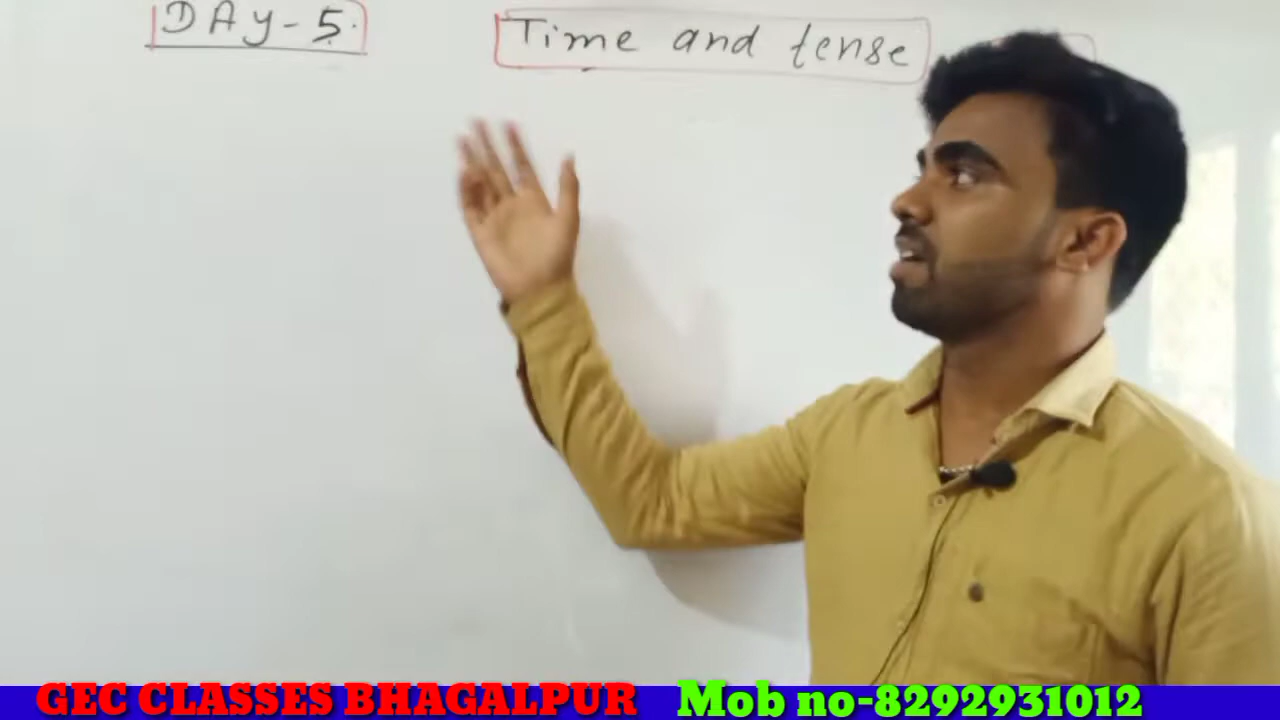 DAY-5.
Time and tense
GEC CLASSES BHAGALPUR Mob no-8292931012